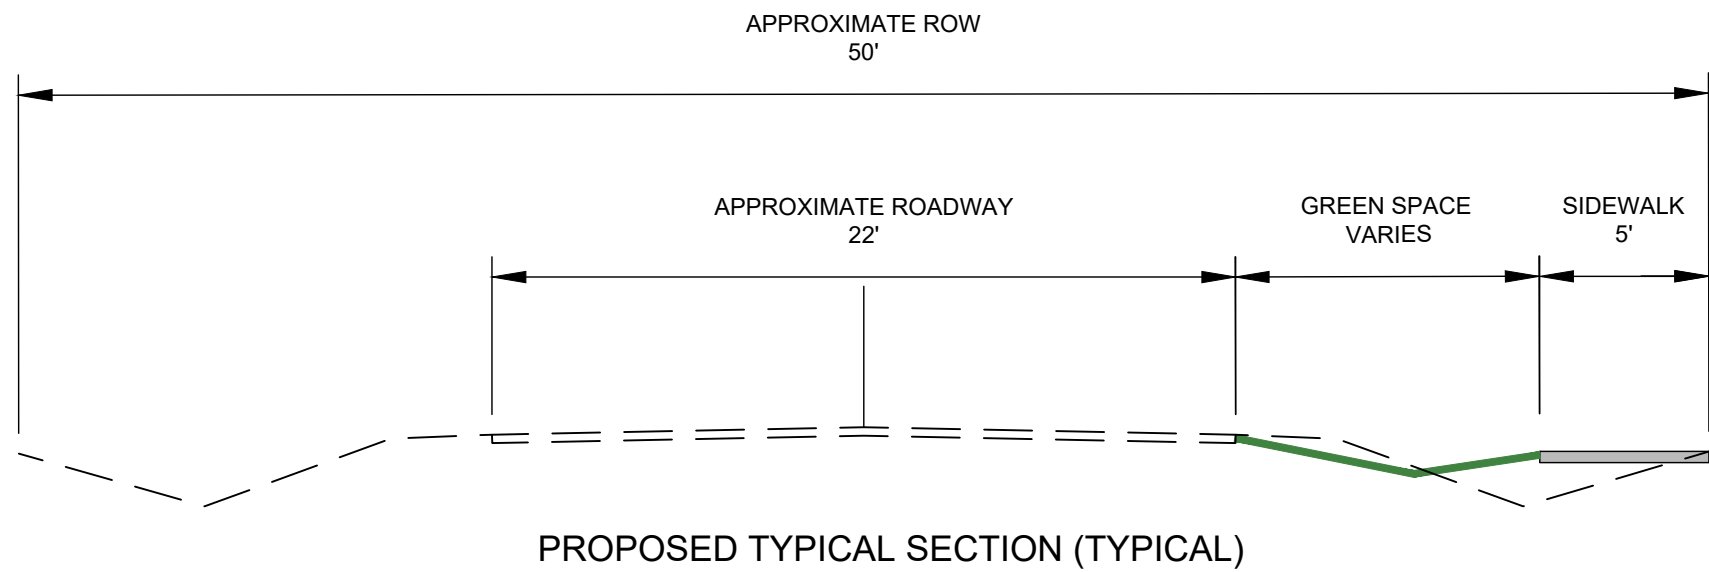 APPROXIMATE ROW
50'
APPROXIMATE ROADWAY
22'
GREEN SPACE
VARIES
SIDEWALK
5'
PROPOSED TYPICAL SECTION (TYPICAL)